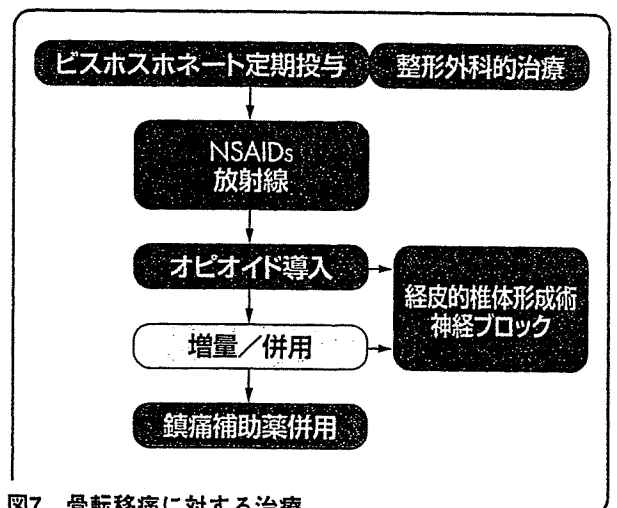 ビスホスホネート定期投与
整形外科的治療
NSAIDs
放射線
オピオイド導入
経皮的椎体形成術
神経ブロック
増量／併用
鎮痛補助薬併用
図7 骨転移痛に対する治療